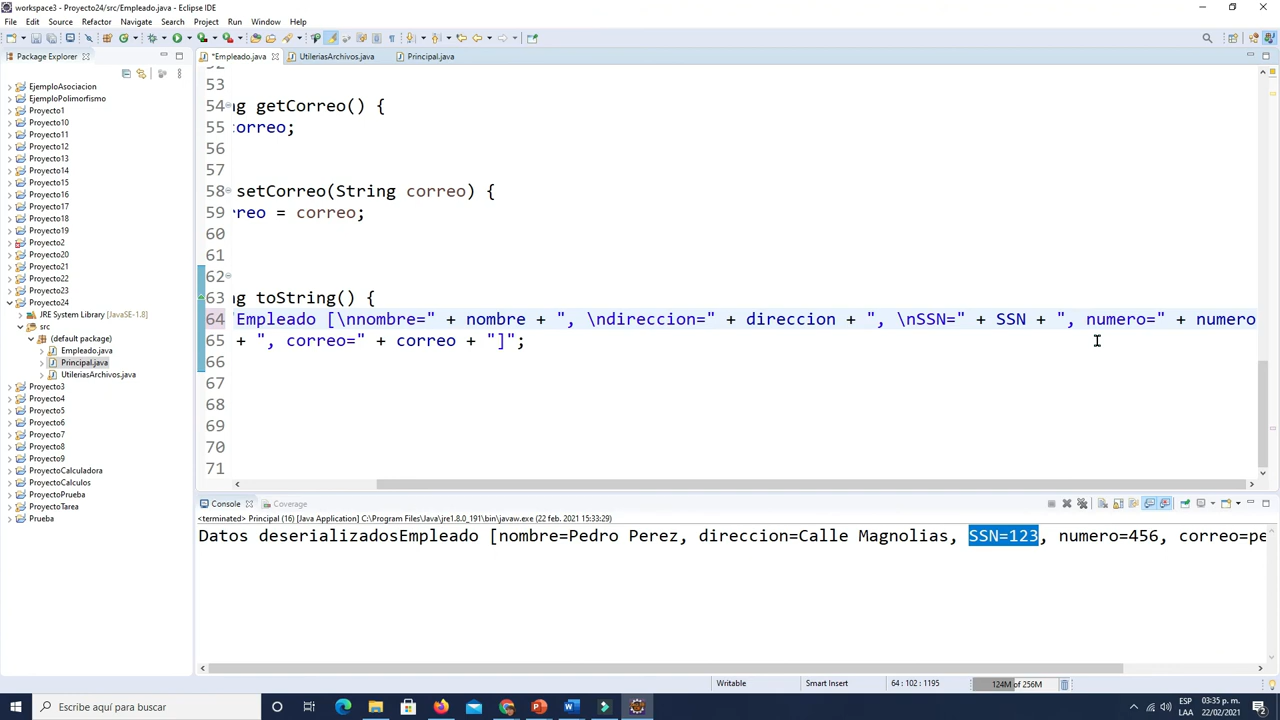 workspace3 - Proyecto24/src/Empleado.java - Eclipse IDE
File Edit Source Refactor Navigate Search Project Run Window Help
Package Explorer
*Empleado.java UtileriasArchivos.java Principal.java
EjemploAsociacion
EjemploPolimorfismo
Proyecto1
Proyecto10
Proyecto11
Proyecto12
Proyecto13
Proyecto14
Proyecto15
Proyecto16
Proyecto17
Proyecto18
Proyecto19
Proyecto2
Proyecto20
Proyecto21
Proyecto22
Proyecto23
Proyecto24
JRE System Library [JavaSE-1.8]
src
(default package)
Empleado.java
Principal.java
UtileriasArchivos.java
Proyecto3
Proyecto4
Proyecto5
Proyecto6
Proyecto7
Proyecto8
Proyecto9
ProyectoCalculadora
ProyectoCalculos
ProyectoPrueba
ProyectoTarea
Prueba
53
54 ng getCorreo() {
55 correo;
56
57
58 setCorreo(String correo) {
59 rreo = correo;
60
61
62
63 ng toString() {
64 "Empleado [\nnombre=" + nombre + ", \ndireccion=" + direccion + ", \nSSN=" + SSN + ", numero=" + numero
65 + ", correo=" + correo + "]";
66
67
68
69
70
71
Console Coverage
<terminated> Principal (16) [Java Application] C:\Program Files\Java\jre1.8.0_191\bin\javaw.exe (22 feb. 2021 15:33:29)
Datos deserializadosEmpleado [nombre=Pedro Perez, direccion=Calle Magnolias, SSN=123, numero=456, correo=pe
Writable Smart Insert 64 : 102 : 1195 124M of 256M
Escribe aquí para buscar
ESP 03:35 p. m.
LAA 22/02/2021